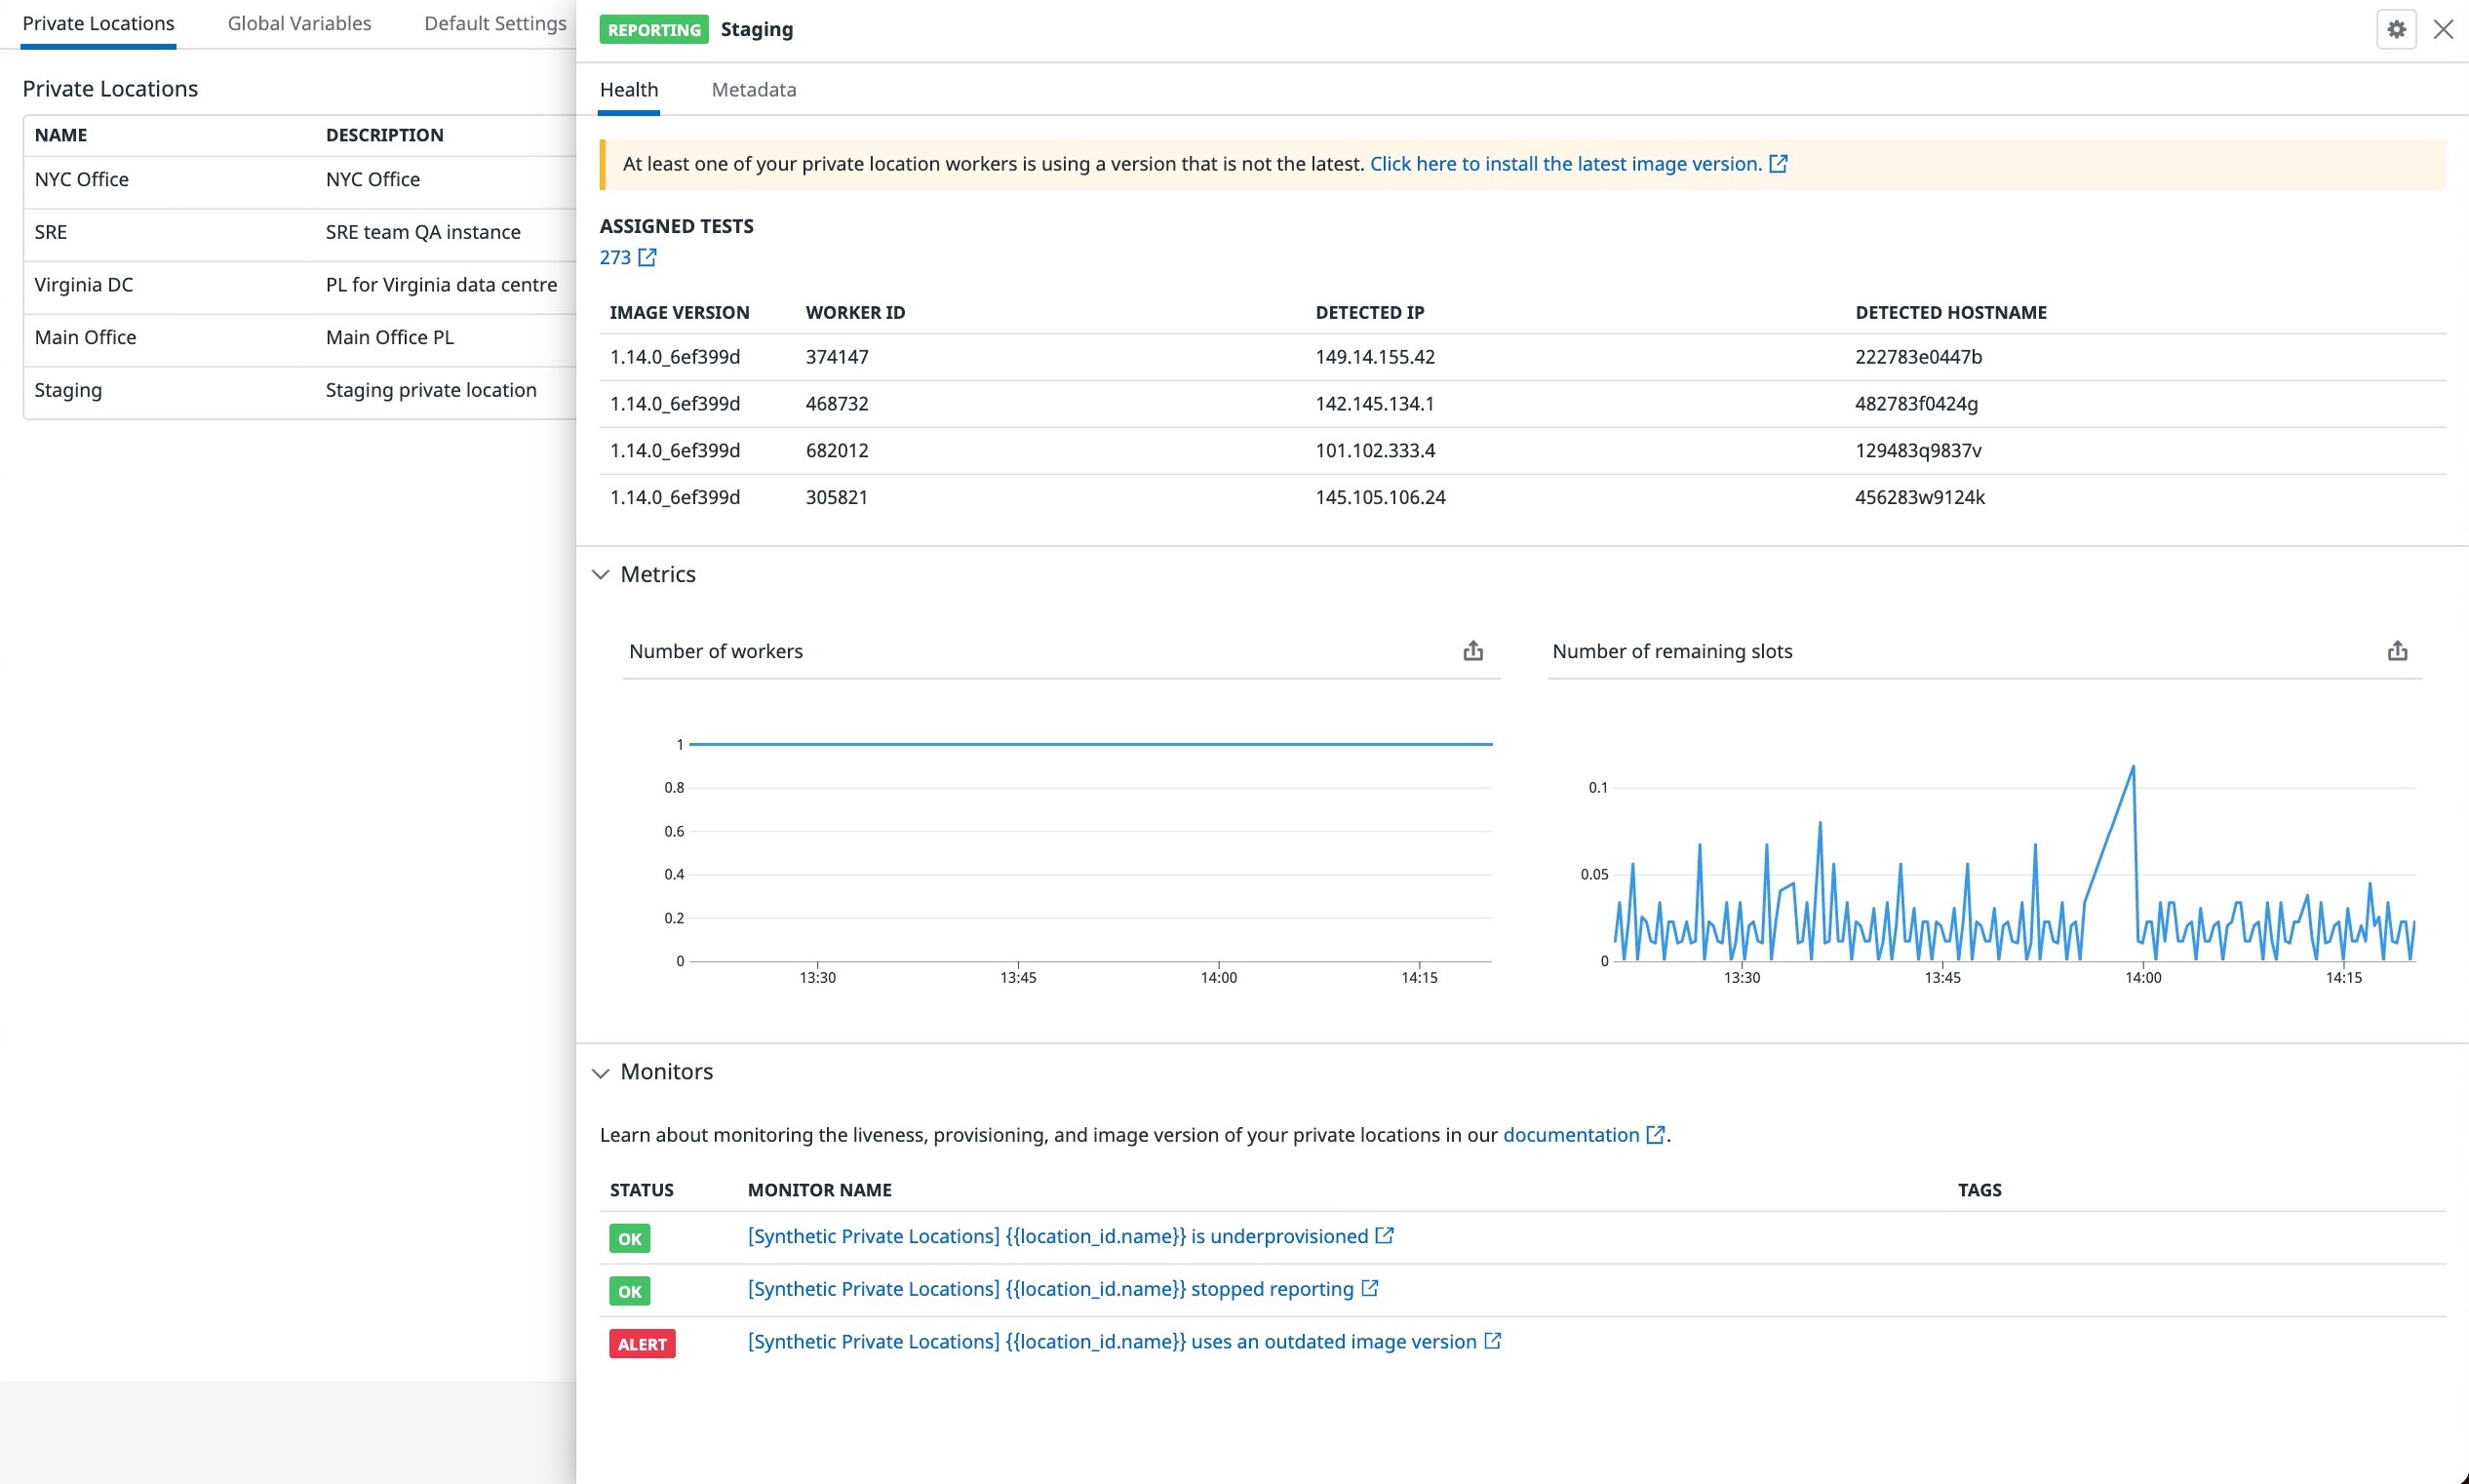 Private Locations Global Variables Default Settings
Private Locations
NAME DESCRIPTION
NYC Office NYC Office
SRE SRE team QA instance
Virginia DC PL for Virginia data centre
Main Office Main Office PL
Staging Staging private location
REPORTING Staging
Health Metadata
At least one of your private location workers is using a version that is not the latest. Click here to install the latest image version.
ASSIGNED TESTS
273
IMAGE VERSION WORKER ID DETECTED IP DETECTED HOSTNAME
1.14.0_6ef399d 374147 149.14.155.42 222783e0447b
1.14.0_6ef399d 468732 142.145.134.1 482783f0424g
1.14.0_6ef399d 682012 101.102.333.4 129483q9837v
1.14.0_6ef399d 305821 145.105.106.24 456283w9124k
Metrics
Number of workers
1
0.8
0.6
0.4
0.2
0
13:30 13:45 14:00 14:15
Number of remaining slots
0.1
0.05
0
13:30 13:45 14:00 14:15
Monitors
Learn about monitoring the liveness, provisioning, and image version of your private locations in our documentation .
STATUS MONITOR NAME TAGS
OK [Synthetic Private Locations] {{location_id.name}} is underprovisioned
OK [Synthetic Private Locations] {{location_id.name}} stopped reporting
ALERT [Synthetic Private Locations] {{location_id.name}} uses an outdated image version